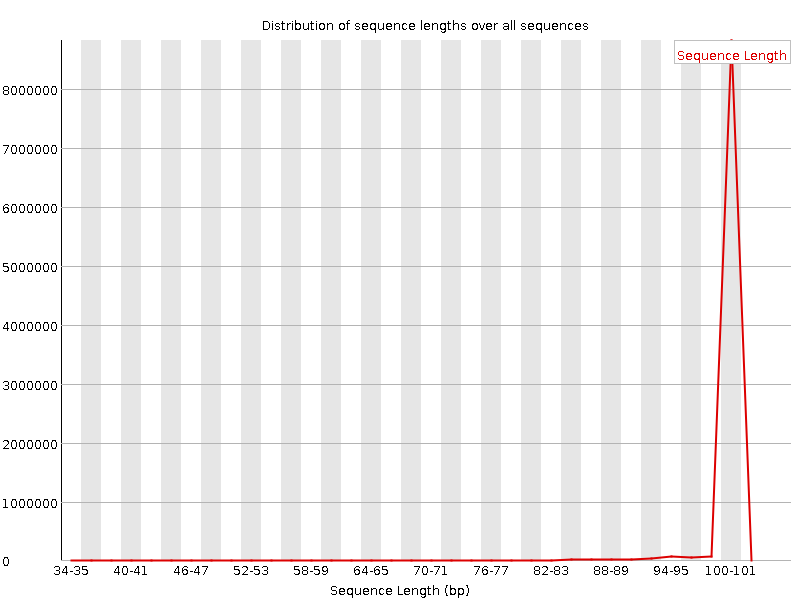 Distribution of sequence lengths over all sequences
Sequence Length
8000000
7000000
6000000
5000000
4000000
3000000
2000000
1000000
0
34-35 40-41 46-47 52-53 58-59 64-65 70-71 76-77 82-83 88-89 94-95 100-101
Sequence Length (bp)